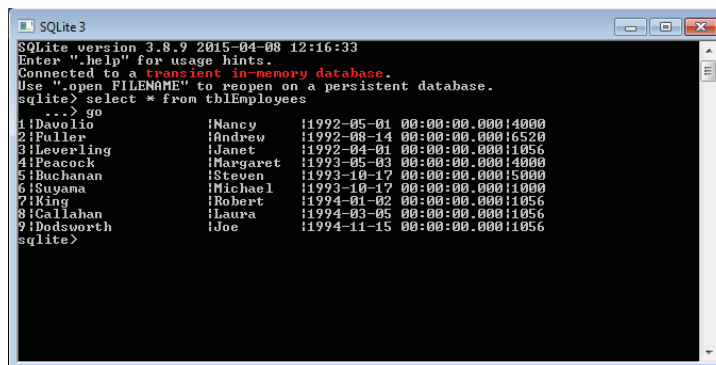 SQLite 3
SQLite version 3.8.9 2015-04-08 12:16:33
Enter ".help" for usage hints.
Connected to a transient in-memory database.
Use ".open FILENAME" to reopen on a persistent database.
sqlite> select * from tblEmployees
...> go
1|Davolio |Nancy |1992-05-01 00:00:00.000|4000
2|Fuller |Andrew |1992-08-14 00:00:00.000|6520
3|Leverling |Janet |1992-04-01 00:00:00.000|1056
4|Peacock |Margaret |1993-05-03 00:00:00.000|4000
5|Buchanan |Steven |1993-10-17 00:00:00.000|5000
6|Suyama |Michael |1993-10-17 00:00:00.000|1000
7|King |Robert |1994-01-02 00:00:00.000|1056
8|Callahan |Laura |1994-03-05 00:00:00.000|1056
9|Dodsworth |Joe |1994-11-15 00:00:00.000|1056
sqlite>